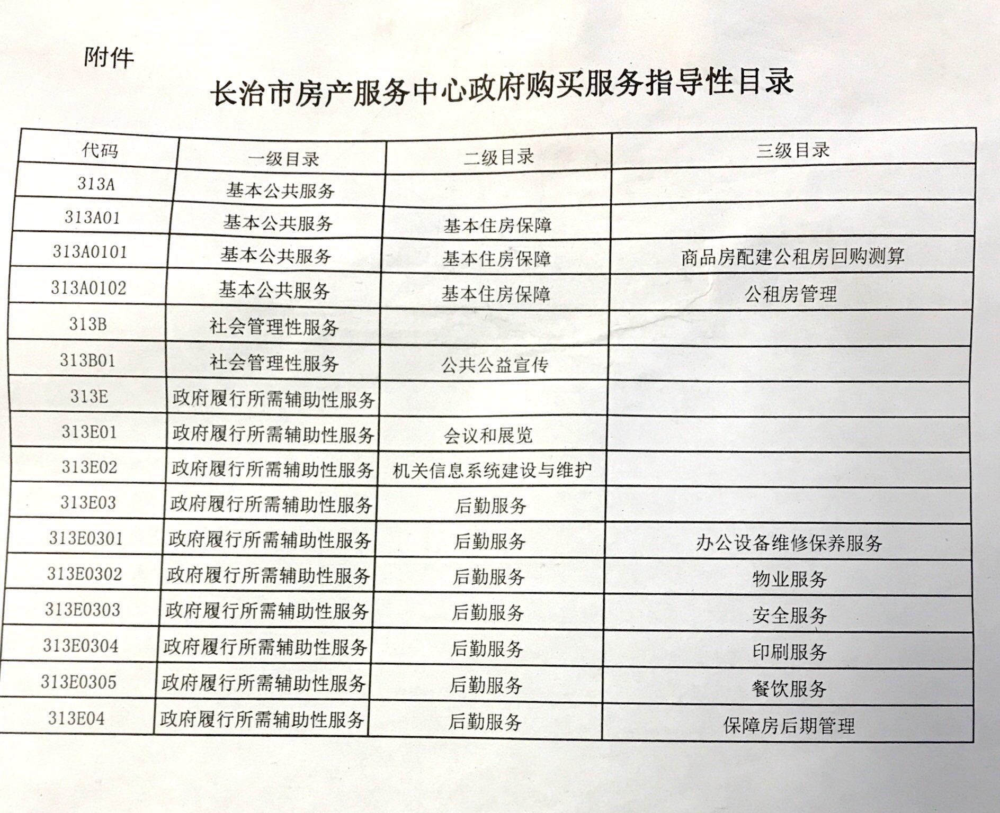 附件
长治市房产服务中心政府购买服务指导性目录
代码 一级目录 二级目录 三级目录
313A 基本公共服务
313A01 基本公共服务 基本住房保障
313A0101 基本公共服务 基本住房保障 商品房配建公租房回购测算
313A0102 基本公共服务 基本住房保障 公租房管理
313B 社会管理性服务
313B01 社会管理性服务 公共公益宣传
313E 政府履行所需辅助性服务
313E01 政府履行所需辅助性服务 会议和展览
313E02 政府履行所需辅助性服务 机关信息系统建设与维护
313E03 政府履行所需辅助性服务 后勤服务
313E0301 政府履行所需辅助性服务 后勤服务 办公设备维修保养服务
313E0302 政府履行所需辅助性服务 后勤服务 物业服务
313E0303 政府履行所需辅助性服务 后勤服务 安全服务
313E0304 政府履行所需辅助性服务 后勤服务 印刷服务
313E0305 政府履行所需辅助性服务 后勤服务 餐饮服务
313E04 政府履行所需辅助性服务 后勤服务 保障房后期管理